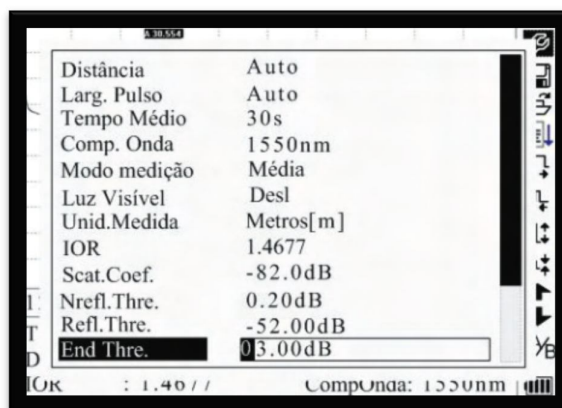 A 30.554
Distância Auto
Larg. Pulso Auto
Tempo Médio 30s
Comp. Onda 1550nm
Modo medição Média
Luz Visível Desl
Unid.Medida Metros[m]
IOR 1.4677
Scat.Coef. -82.0dB
Nrefl.Thre. 0.20dB
Refl.Thre. -52.00dB
End Thre. 03.00dB
IOR : 1.4677 CompOnda: 1550nm